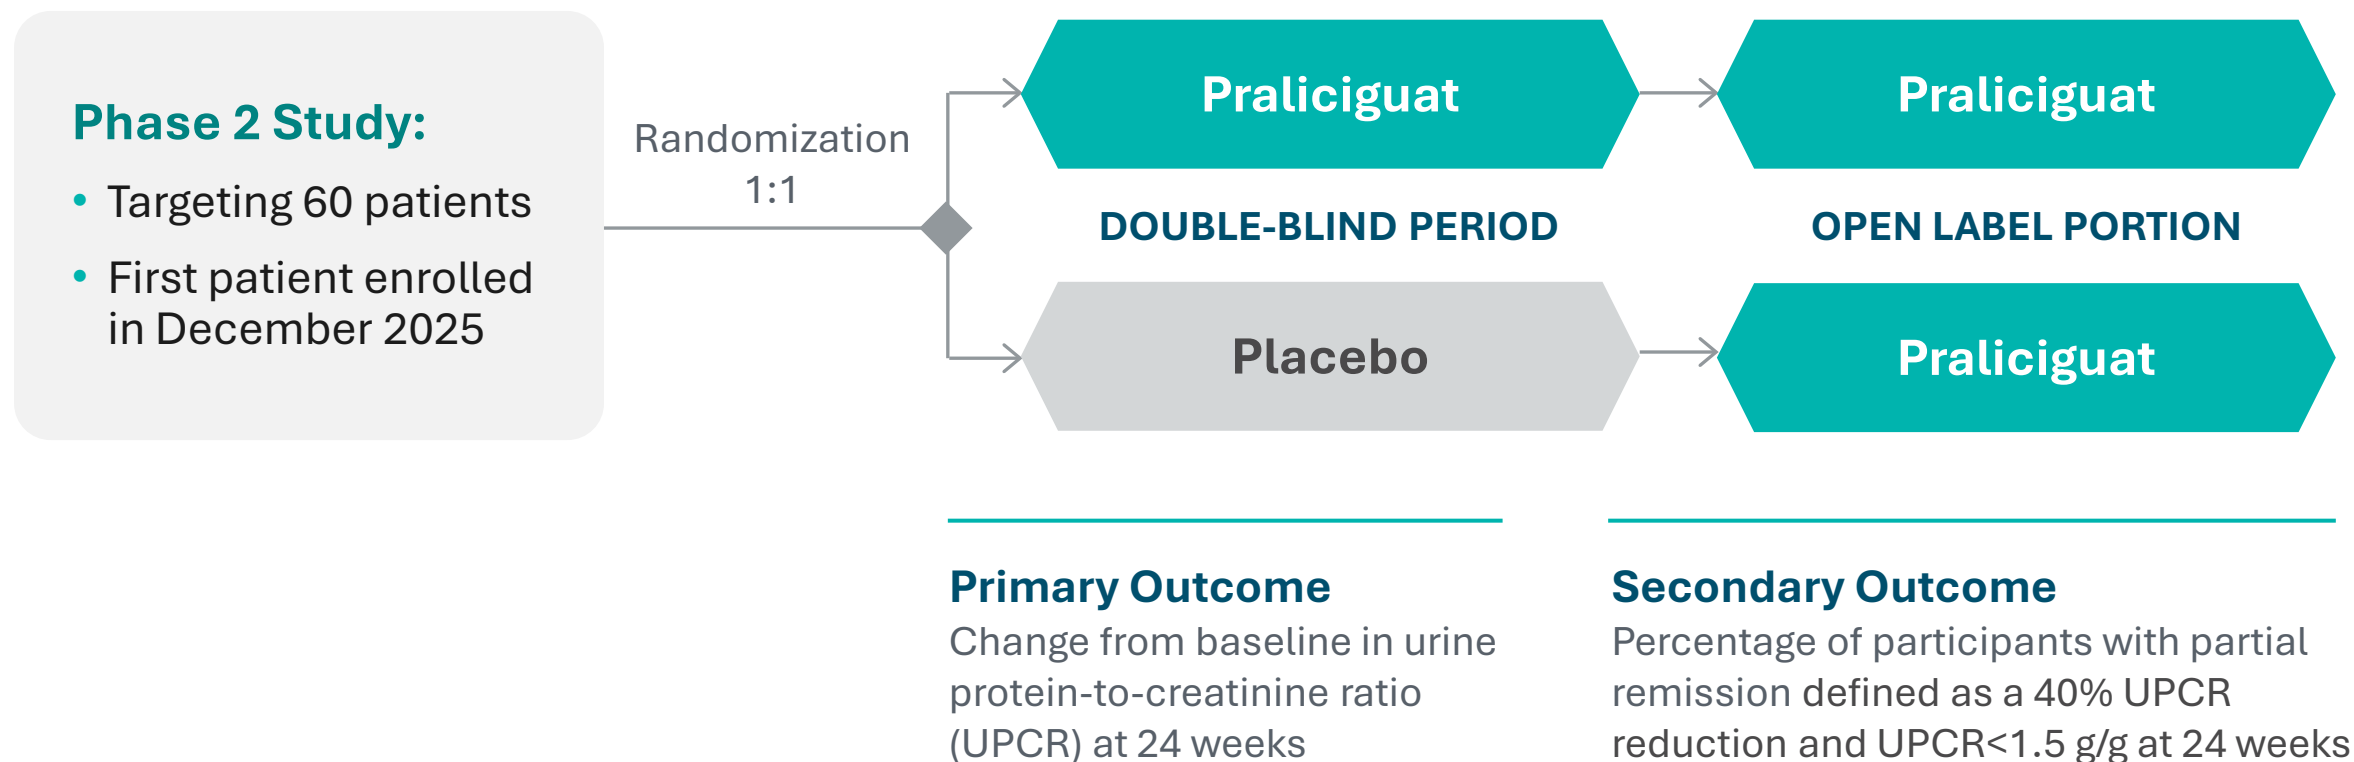 Phase 2 Study:
• Targeting 60 patients
• First patient enrolled
in December 2025
Randomization
1:1
Praliciguat
Praliciguat
DOUBLE-BLIND PERIOD
OPEN LABEL PORTION
Placebo
Praliciguat
Primary Outcome
Change from baseline in urine
protein-to-creatinine ratio
(UPCR) at 24 weeks
Secondary Outcome
Percentage of participants with partial
remission defined as a 40% UPCR
reduction and UPCR<1.5 g/g at 24 weeks